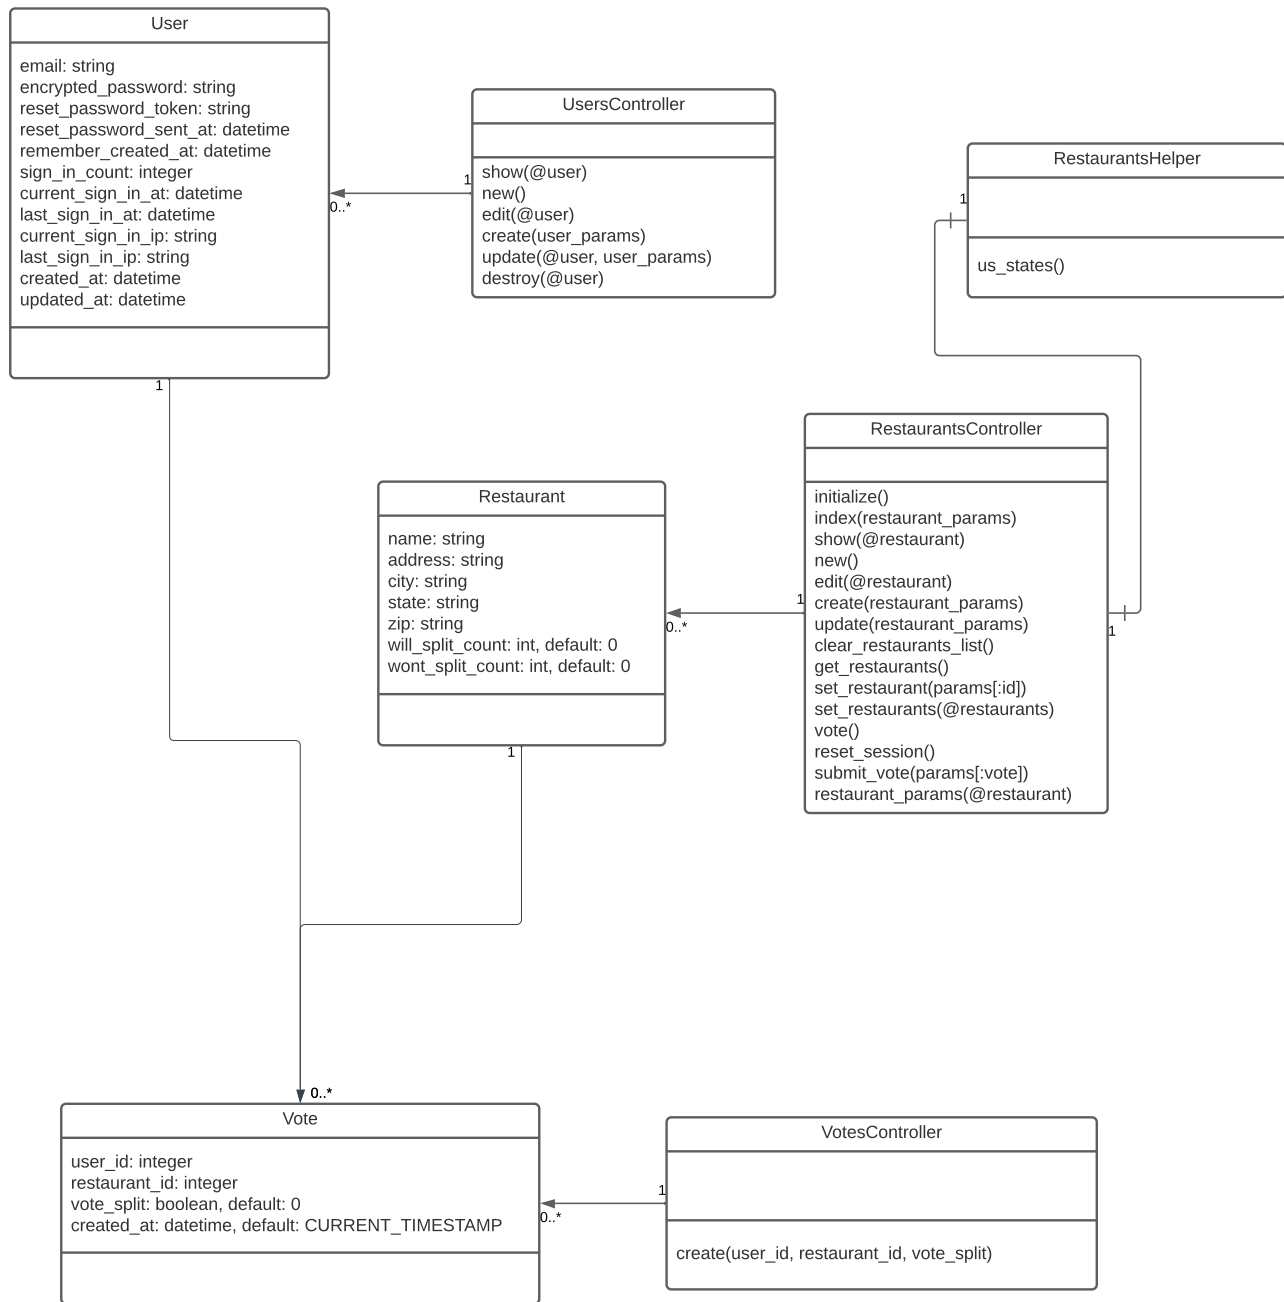 User
email: string
encrypted_password: string
reset_password_token: string
reset_password_sent_at: datetime
remember_created_at: datetime
sign_in_count: integer
current_sign_in_at: datetime
last_sign_in_at: datetime
current_sign_in_ip: string
last_sign_in_ip: string
created_at: datetime
updated_at: datetime
1
0..*
1
UsersController
show(@user)
new()
edit(@user)
create(user_params)
update(@user, user_params)
destroy(@user)
RestaurantsHelper
1
us_states()
RestaurantsController
initialize()
index(restaurant_params)
show(@restaurant)
new()
edit(@restaurant)
create(restaurant_params)
update(restaurant_params)
clear_restaurants_list()
get_restaurants()
set_restaurant(params[:id])
set_restaurants(@restaurants)
vote()
reset_session()
submit_vote(params[:vote])
restaurant_params(@restaurant)
1
1
0..*
Restaurant
name: string
address: string
city: string
state: string
zip: string
will_split_count: int, default: 0
wont_split_count: int, default: 0
1
0..*
Vote
user_id: integer
restaurant_id: integer
vote_split: boolean, default: 0
created_at: datetime, default: CURRENT_TIMESTAMP
0..*
1
VotesController
create(user_id, restaurant_id, vote_split)